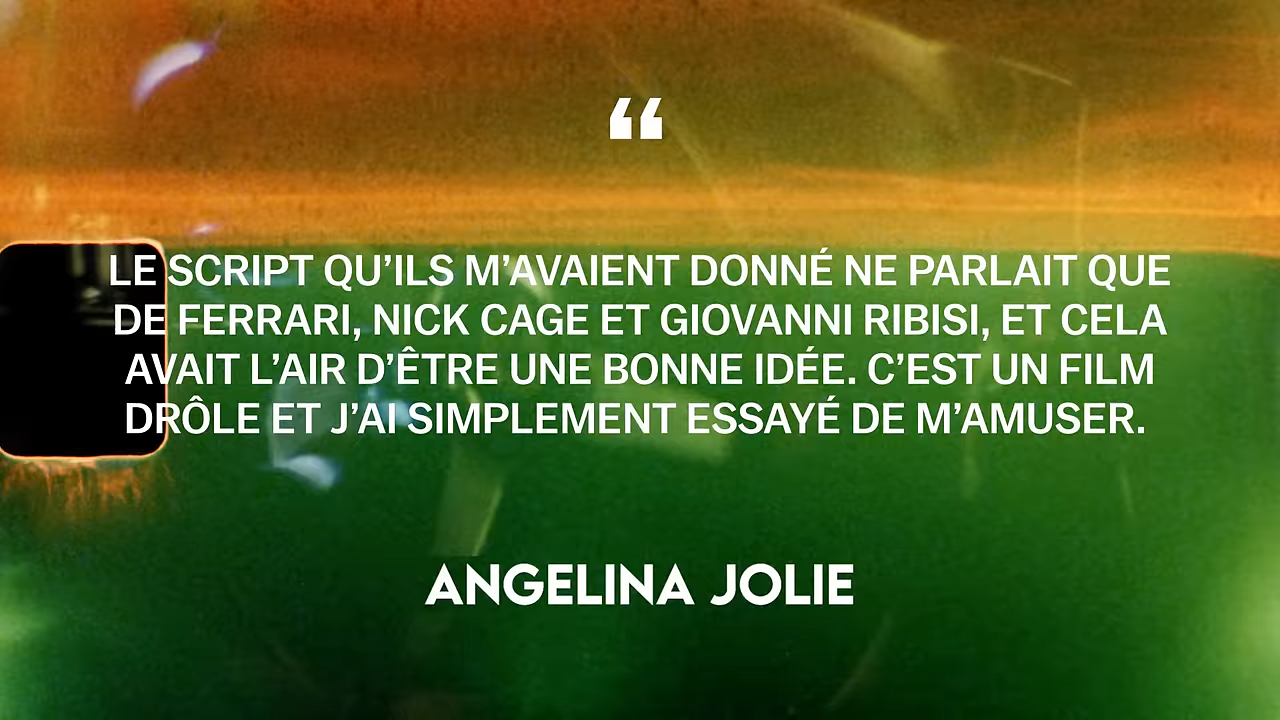 “
LE SCRIPT QU’ILS M’AVAIENT DONNÉ NE PARLAIT QUE
DE FERRARI, NICK CAGE ET GIOVANNI RIBISI, ET CELA
AVAIT L’AIR D’ÊTRE UNE BONNE IDÉE. C’EST UN FILM
DRÔLE ET J’AI SIMPLEMENT ESSAYÉ DE M’AMUSER.
ANGELINA JOLIE